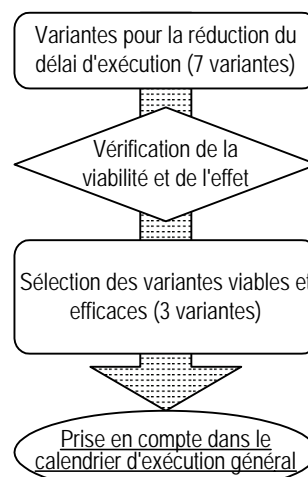 Variantes pour la réduction du
délai d'exécution (7 variantes)
Vérification de la
viabilité et de l'effet
Sélection des variantes viables et
efficaces (3 variantes)
Prise en compte dans le
calendrier d'exécution général